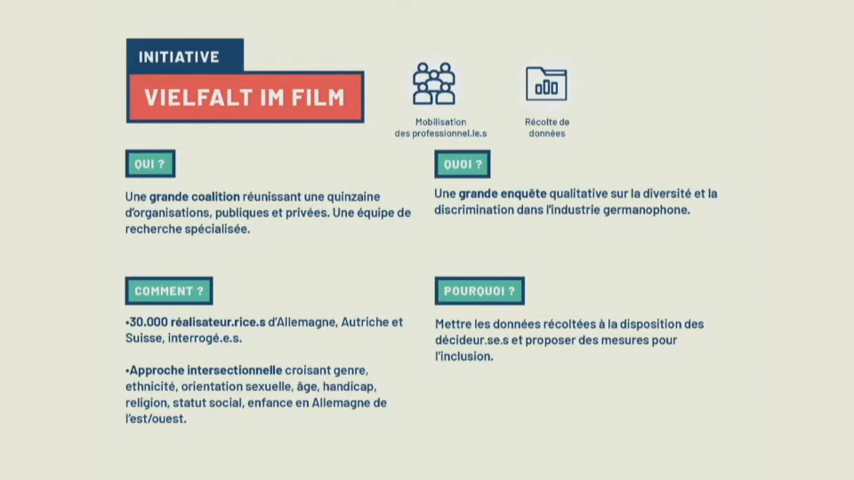 INITIATIVE
VIELFALT IM FILM
Mobilisation
des professionnel.le.s
Récolte de
données
QUI ?
Une grande coalition réunissant une quinzaine
d'organisations, publiques et privées. Une équipe de
recherche spécialisée.
QUOI ?
Une grande enquête qualitative sur la diversité et la
discrimination dans l'industrie germanophone.
COMMENT ?
•30.000 réalisateur.rice.s d'Allemagne, Autriche et
Suisse, interrogé.e.s.
•Approche intersectionnelle croisant genre,
ethnicité, orientation sexuelle, âge, handicap,
religion, statut social, enfance en Allemagne de
l'est/ouest.
POURQUOI ?
Mettre les données récoltées à la disposition des
décideur.se.s et proposer des mesures pour
l'inclusion.